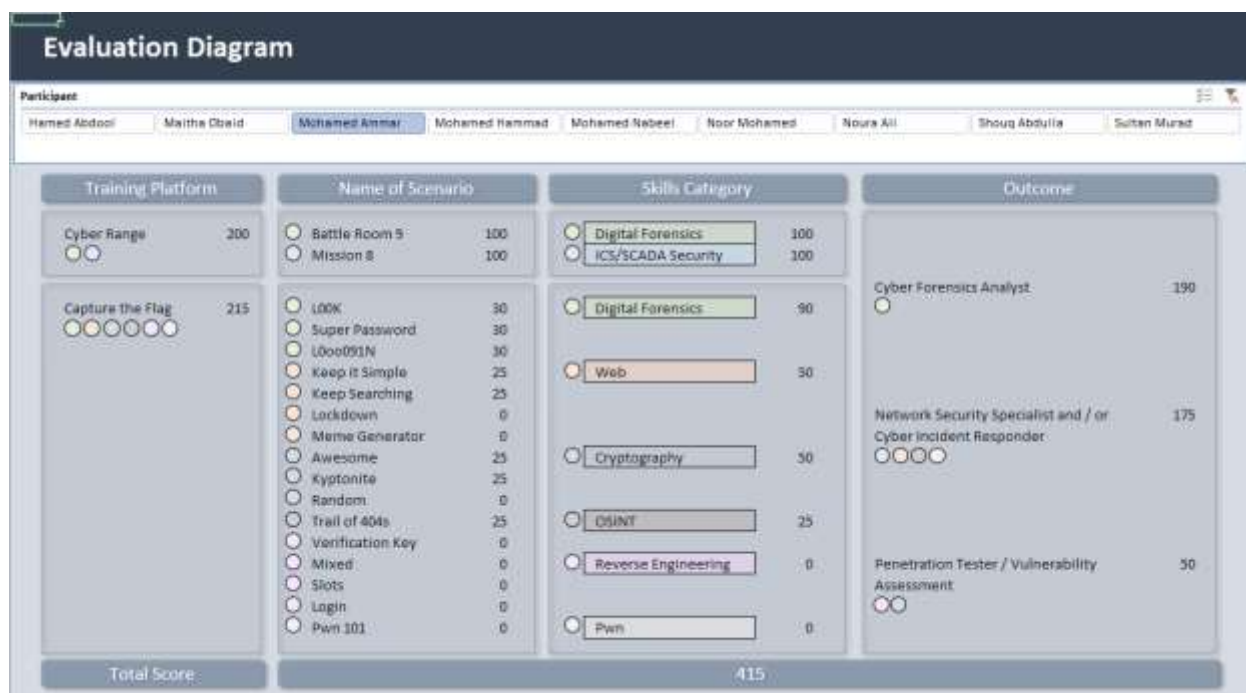 Evaluation Diagram
Participant
Hamed Abdool Maitha Obaid Mohamed Ammar Mohamed Hammad Mohamed Nabeel Noor Mohamed Noura Ali Shouq Abdulla Sultan Murad
Training Platform Name of Scenario Skills Category Outcome
Cyber Range 200
Battle Room 5 100
Mission 8 100
Digital Forensics 100
ICS/SCADA Security 100
Capture the Flag 215
L00K 30
Super Password 30
L0oo091N 30
Keep it Simple 25
Keep Searching 25
Lockdown 0
Meme Generator 0
Awesome 25
Kyptonite 25
Random 0
Trail of 404s 25
Verification Key 0
Mixed 0
Slots 0
Login 0
Pwn 101 0
Digital Forensics 90
Web 50
Cryptography 50
OSINT 25
Reverse Engineering 0
Pwn 0
Cyber Forensics Analyst 190
Network Security Specialist and / or 175
Cyber Incident Responder
Penetration Tester / Vulnerability 50
Assessment
Total Score 415